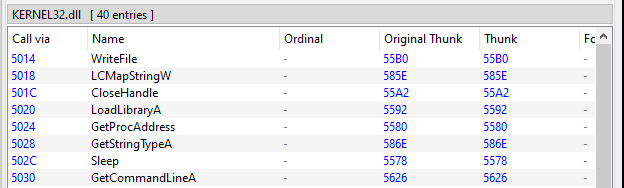 KERNEL32.dll [ 40 entries ]
Call via Name Ordinal Original Thunk Thunk Fo
5014 WriteFile - 55B0 55B0 -
5018 LCMapStringW - 585E 585E -
501C CloseHandle - 55A2 55A2 -
5020 LoadLibraryA - 5592 5592 -
5024 GetProcAddress - 5580 5580 -
5028 GetStringTypeA - 586E 586E -
502C Sleep - 5578 5578 -
5030 GetCommandLineA - 5626 5626 -